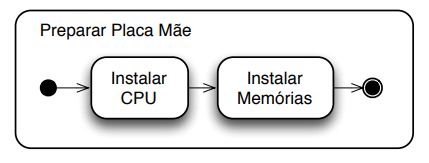 Preparar Placa Mãe
Instalar
CPU
Instalar
Memórias